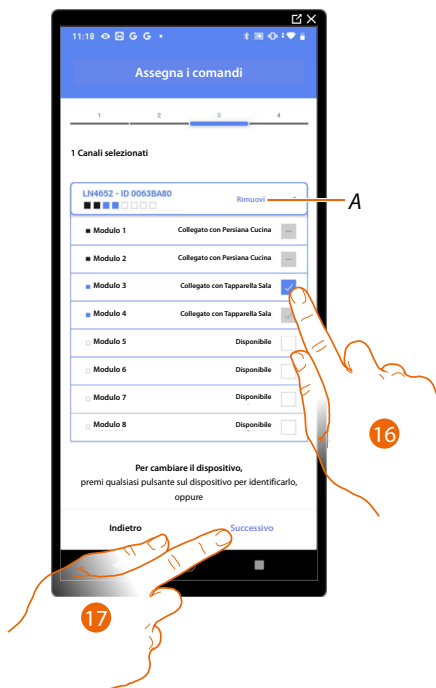 11:18 G G
Assegna i comandi
1 2 3 4
1 Canali selezionati
LN4652 - ID 0063BA80
Rimuovi
A
Modulo 1 Collegato con Persiana Cucina
Modulo 2 Collegato con Persiana Cucina
Modulo 3 Collegato con Tapparella Sala
Modulo 4 Collegato con Tapparella Sala
Modulo 5 Disponibile
Modulo 6 Disponibile
Modulo 7 Disponibile
Modulo 8 Disponibile
16
Per cambiare il dispositivo,
premi qualsiasi pulsante sul dispositivo per identificarlo,
oppure
Indietro Successivo
17